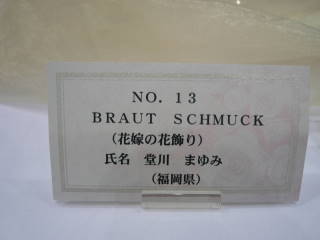 NO. 13
BRAUT SCHMUCK
(花嫁の花飾り)
氏名 堂川 まゆみ
(福岡県)